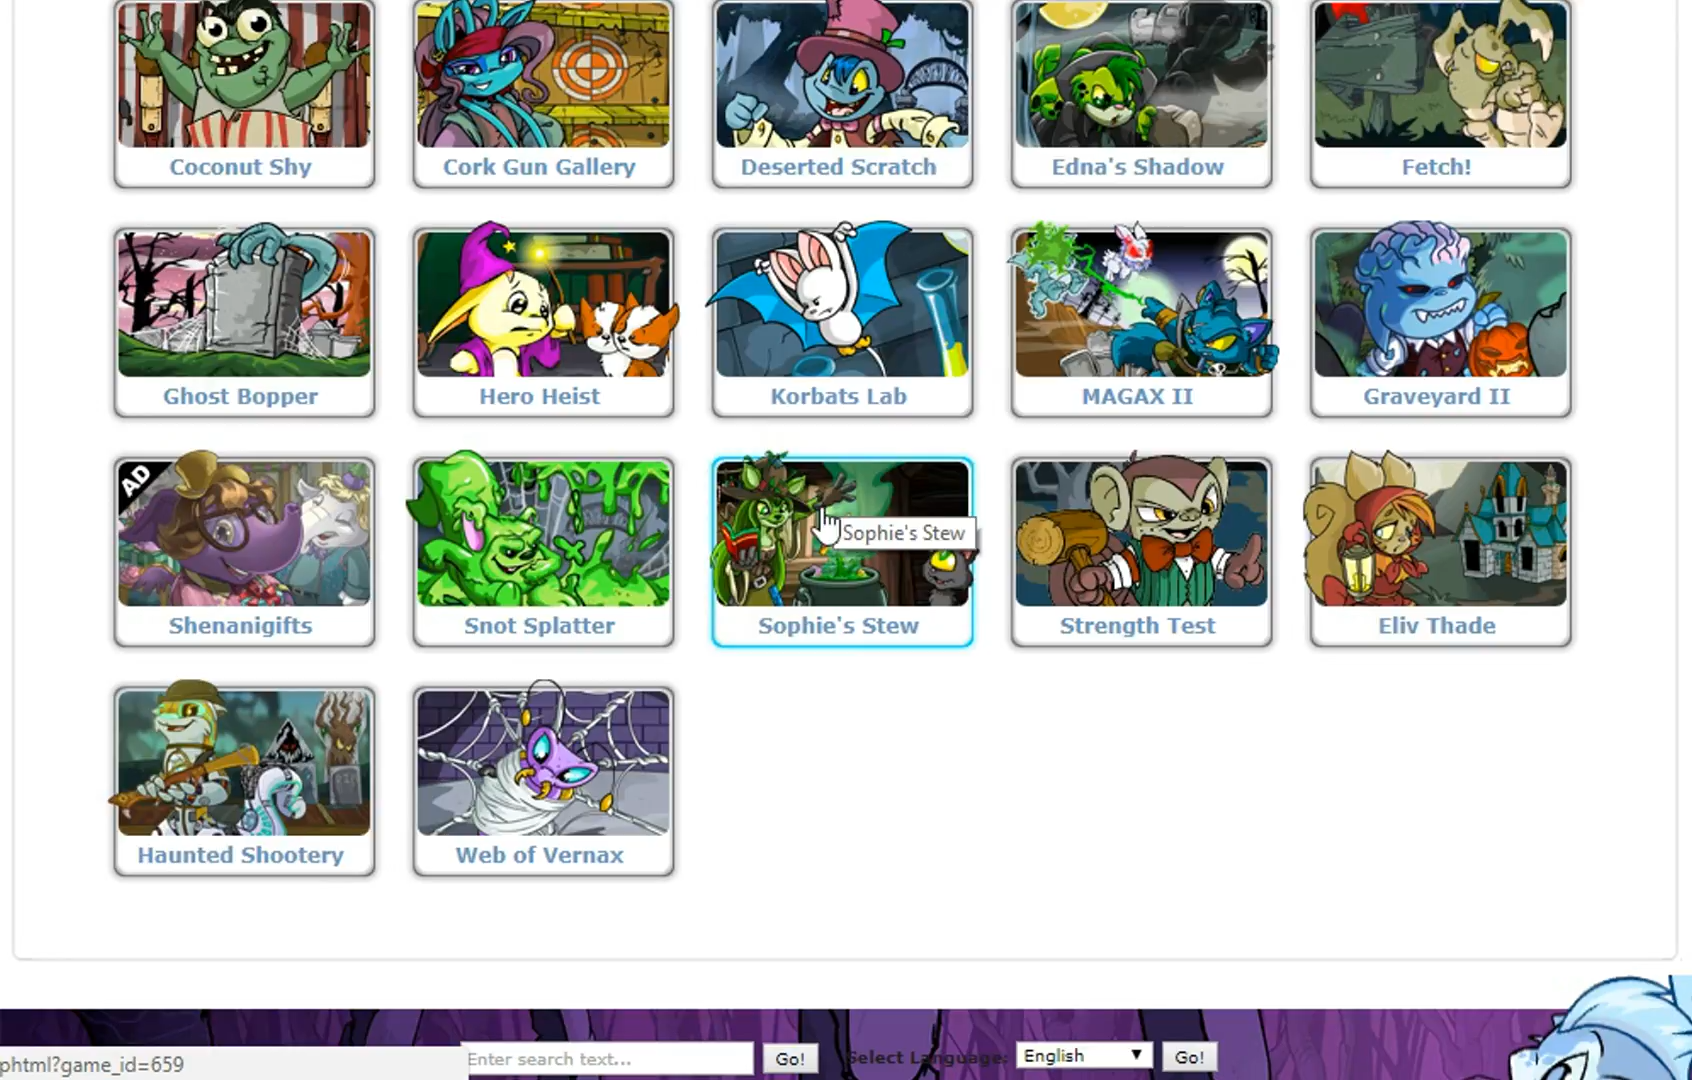 Coconut Shy
Cork Gun Gallery
Deserted Scratch
Edna's Shadow
Fetch!
Ghost Bopper
Hero Heist
Korbats Lab
MAGAX II
Graveyard II
AD
Shenanigifts
Snot Splatter
Sophie's Stew
Sophie's Stew
Strength Test
Eliv Thade
Haunted Shootery
Web of Vernax
phtml?game_id=659
Enter search text...
Go!
Select Language:
English
Go!